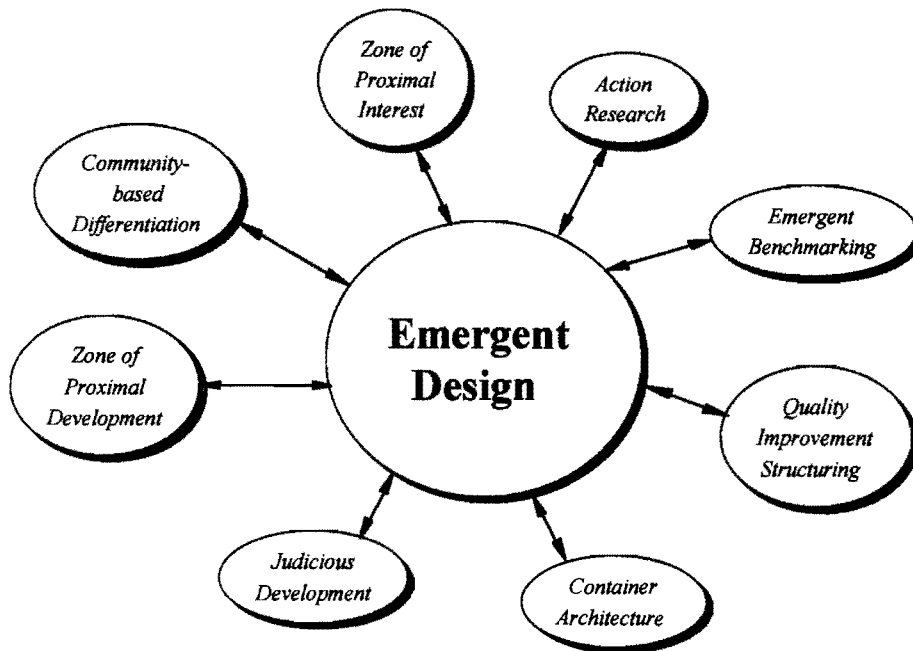 Zone of
Proximal
Interest
Action
Research
Community-
based
Differentiation
Emergent
Benchmarking
Emergent
Design
Zone of
Proximal
Development
Quality
Improvement
Structuring
Judicious
Development
Container
Architecture